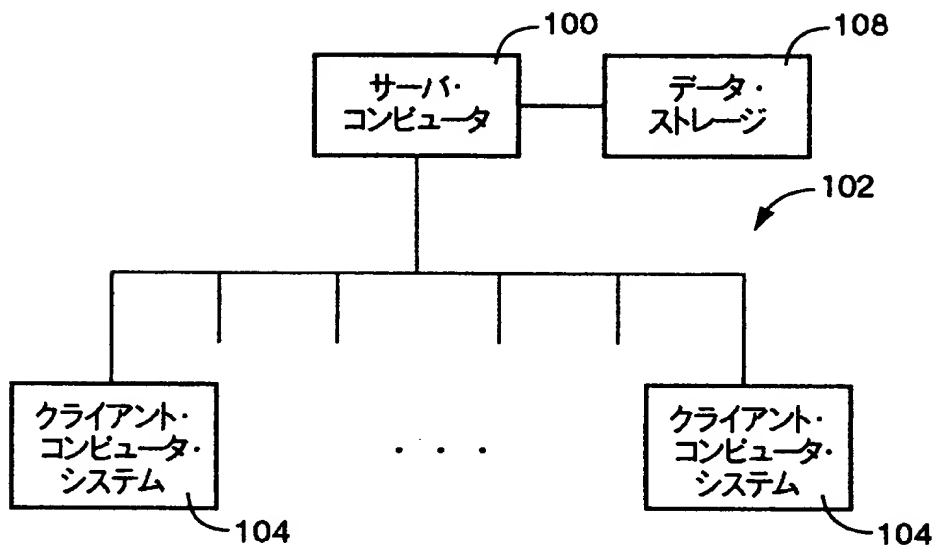 100
108
サーバ・
コンピュータ
データ・
ストレージ
102
クライアント・
コンピュータ・
システム
. . .
クライアント・
コンピュータ・
システム
104
104